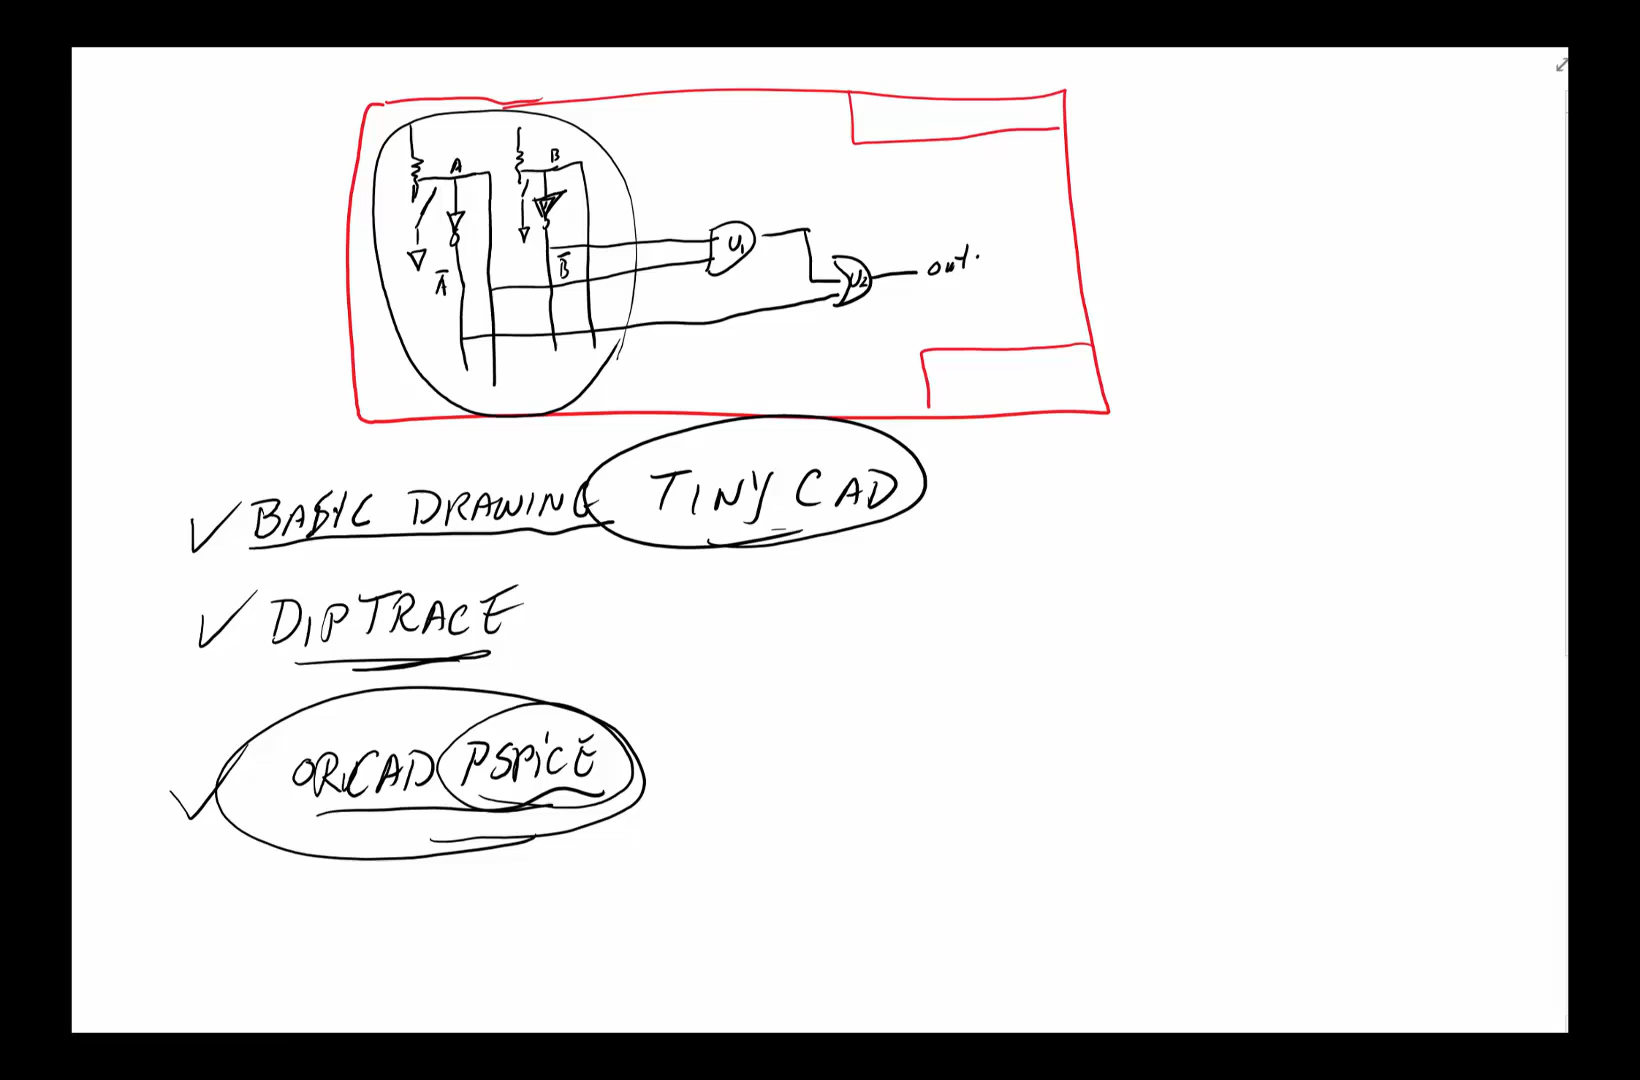 A B
U1
Ā B̄
U2 out.
BASIC DRAWING TINY CAD
DIPTRACE
ORCAD PSPICE